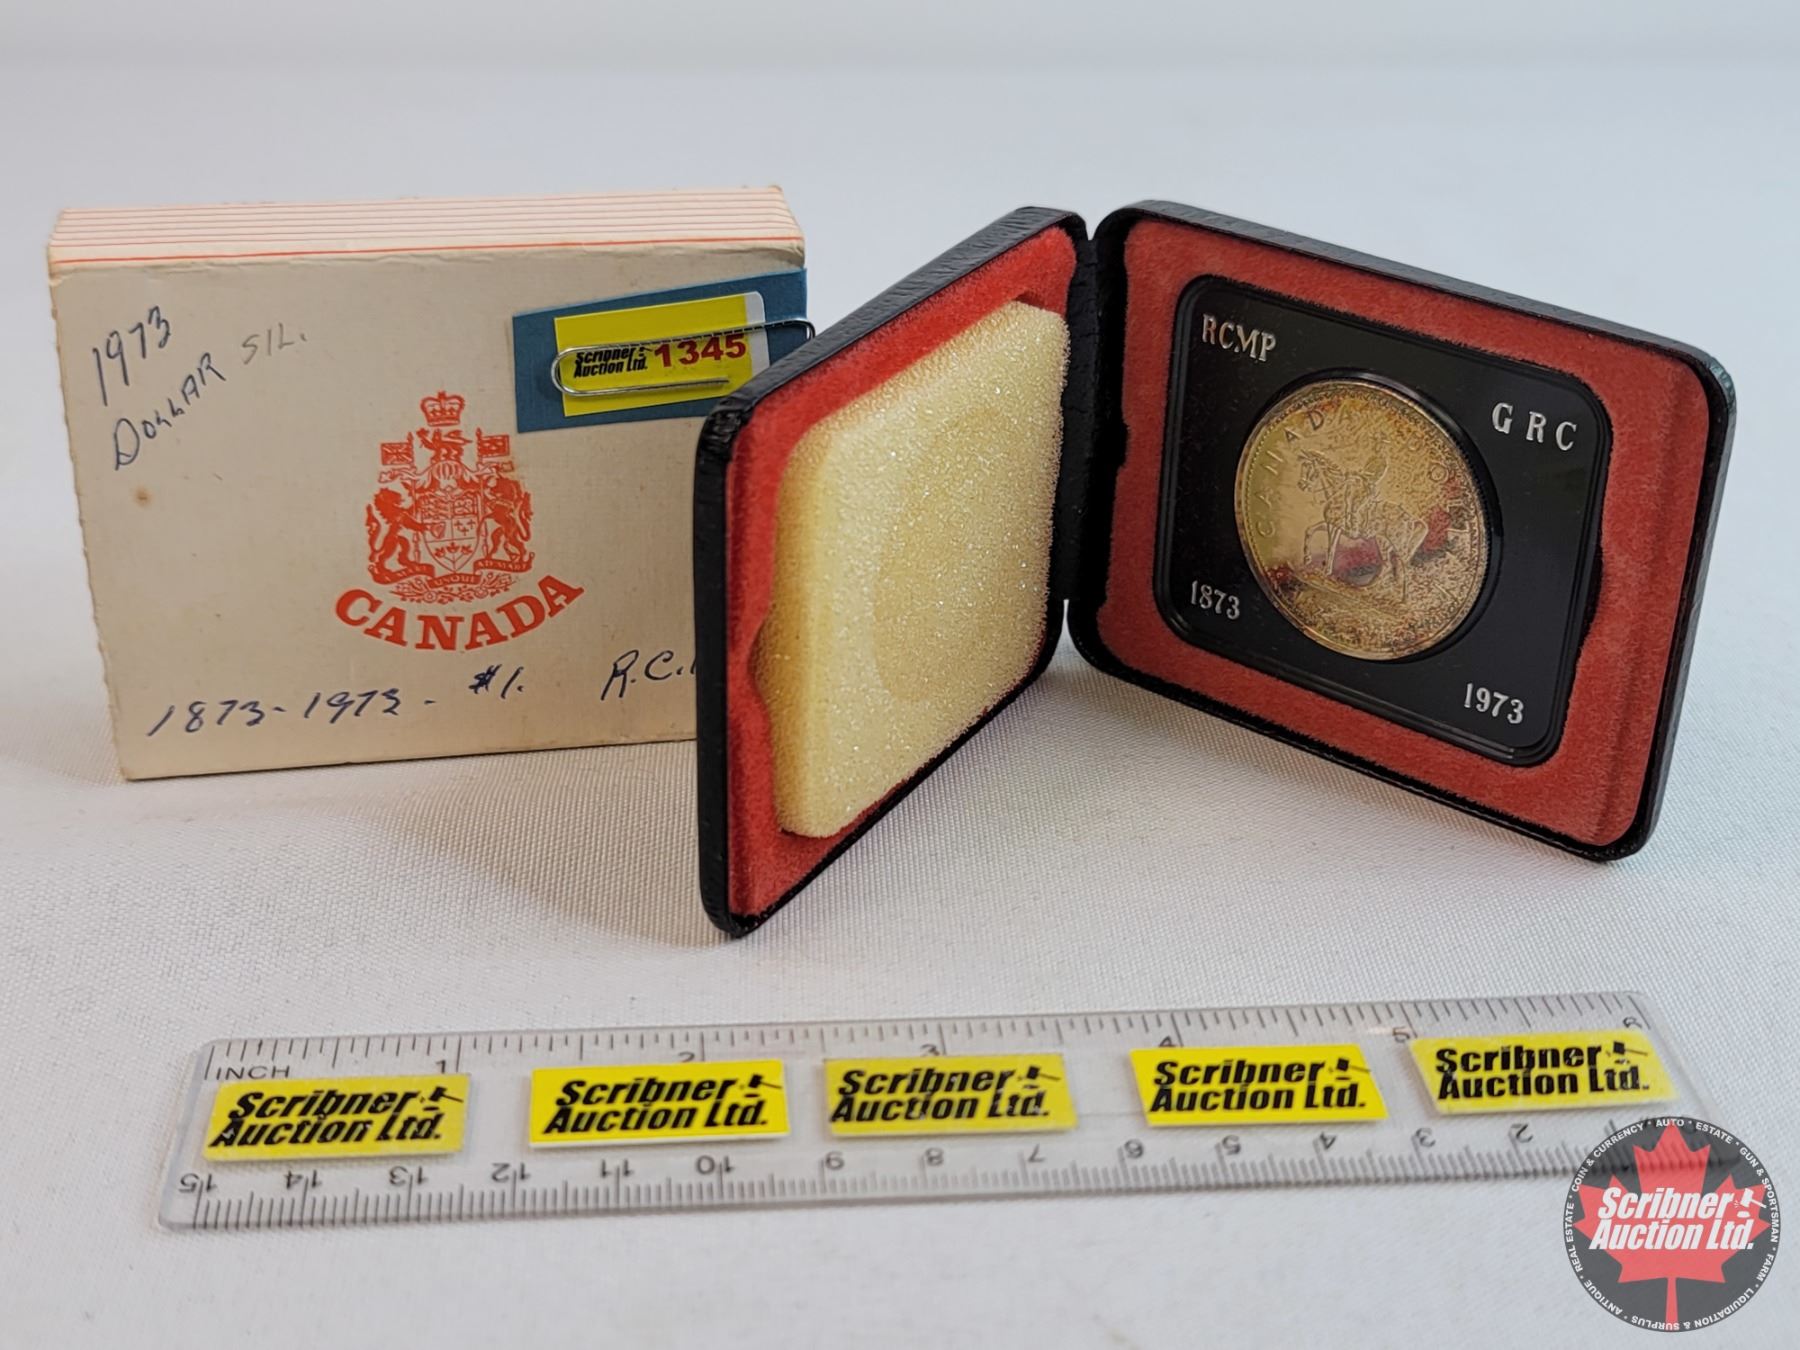 1973
DOLLAR SIL.
Scribner
Auction Ltd.
1345
CANADA
1873-1973- $1. R.C.
RCMP
GRC
CANADA
1873
1973
INCH
1 2 3 4 5 6
Scribner
Auction Ltd.
Scribner
Auction Ltd.
Scribner
Auction Ltd.
Scribner
Auction Ltd.
Scribner
Auction Ltd.
15 14 13 12 11 10 9 8 7 6 5 4 3 2
COIN & CURRENCY • AUTO • ESTATE • GUN & SPORTSMAN • FARM • LIQUIDATION & SURPLUS • ANTIQUE • REAL ESTATE •
Scribner
Auction Ltd.